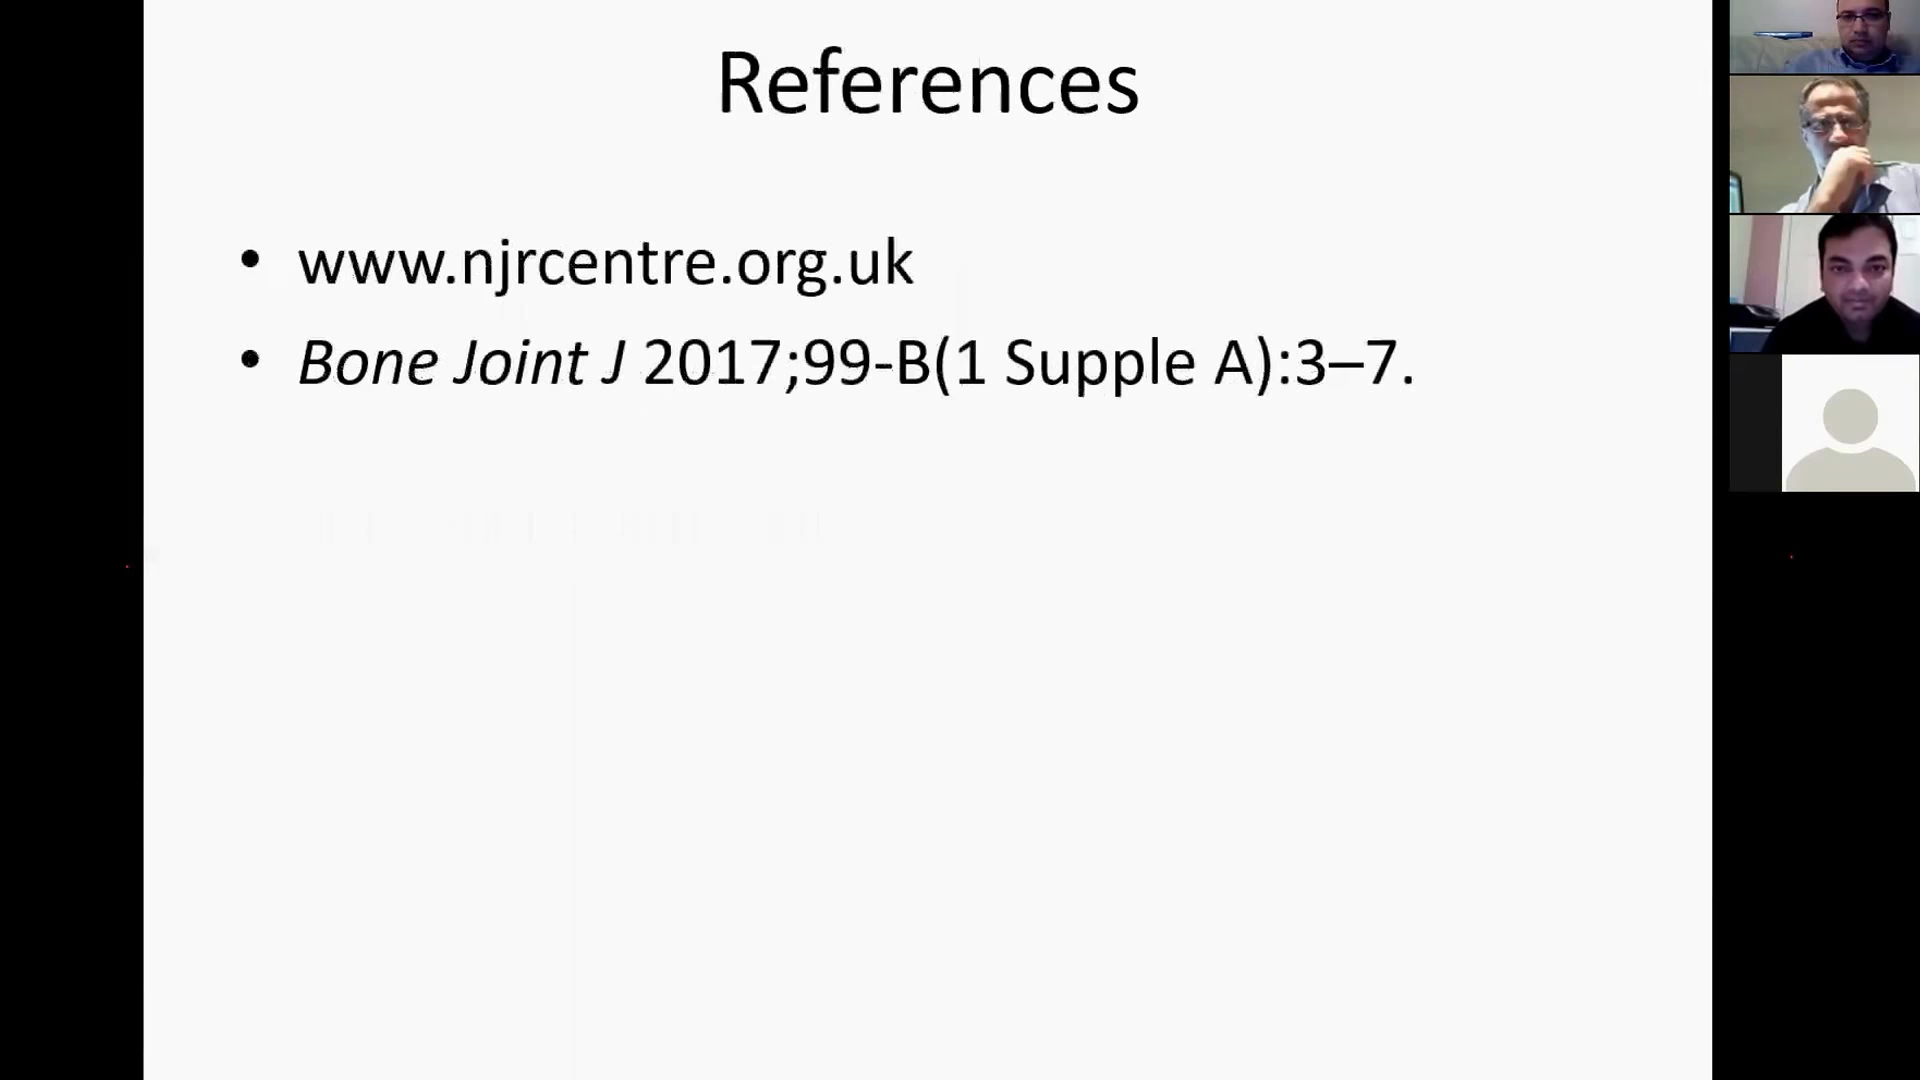 References
• www.njrcentre.org.uk
• Bone Joint J 2017;99-B(1 Supple A):3–7.